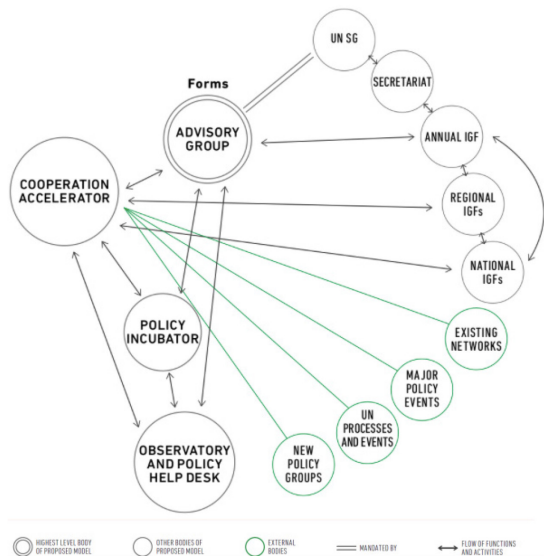 UN SG
SECRETARIAT
Forms
ADVISORY
GROUP
ANNUAL IGF
COOPERATION
ACCELERATOR
REGIONAL
IGFs
NATIONAL
IGFs
POLICY
INCUBATOR
EXISTING
NETWORKS
MAJOR
POLICY
EVENTS
UN
PROCESSES
AND EVENTS
OBSERVATORY
AND POLICY
HELP DESK
NEW
POLICY
GROUPS
HIGHEST LEVEL BODY
OF PROPOSED MODEL
OTHER BODIES OF
PROPOSED MODEL
EXTERNAL
BODIES
MANDATED BY
FLOW OF FUNCTIONS
AND ACTIVITIES